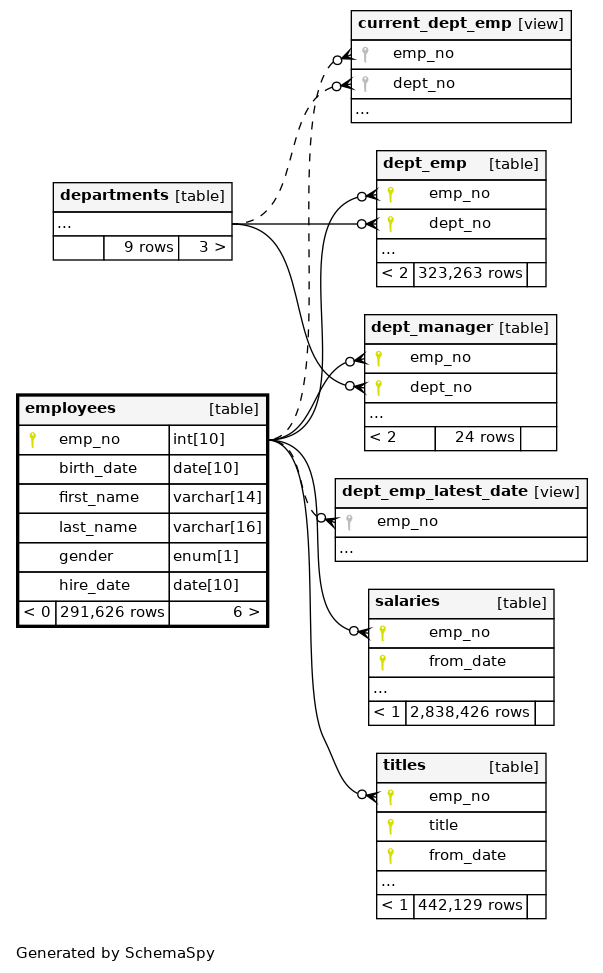 current_dept_emp [view]
emp_no
dept_no
...
dept_emp [table]
emp_no
dept_no
...
< 2 323,263 rows
departments [table]
...
9 rows 3 >
dept_manager [table]
emp_no
dept_no
...
< 2 24 rows
employees [table]
emp_no int[10]
birth_date date[10]
first_name varchar[14]
last_name varchar[16]
gender enum[1]
hire_date date[10]
< 0 291,626 rows 6 >
dept_emp_latest_date [view]
emp_no
...
salaries [table]
emp_no
from_date
...
< 1 2,838,426 rows
titles [table]
emp_no
title
from_date
...
< 1 442,129 rows
Generated by SchemaSpy